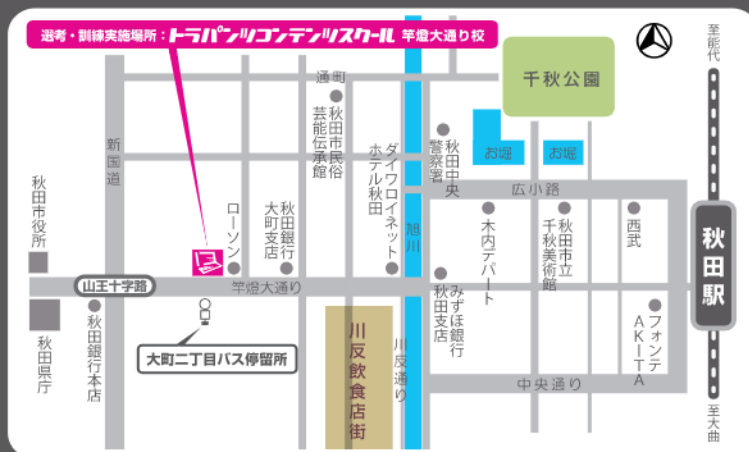 選考・訓練実施場所：トラパンツコンテンツスクール 竿燈大通り校
至能代
千秋公園
通町
秋田市民俗
芸能伝承館
新国道
ダイワロイネット
ホテル秋田
秋田中央
警察署
お堀
お堀
広小路
秋田市役所
ローソン
秋田銀行
大町支店
旭川
木内デパート
秋田市立
千秋美術館
西武
秋田駅
山王十字路
竿燈大通り
みずほ銀行
秋田支店
フォンテ
AKITA
秋田県庁
秋田銀行本店
大町二丁目バス停留所
川反飲食店街
川反通り
中央通り
至大曲